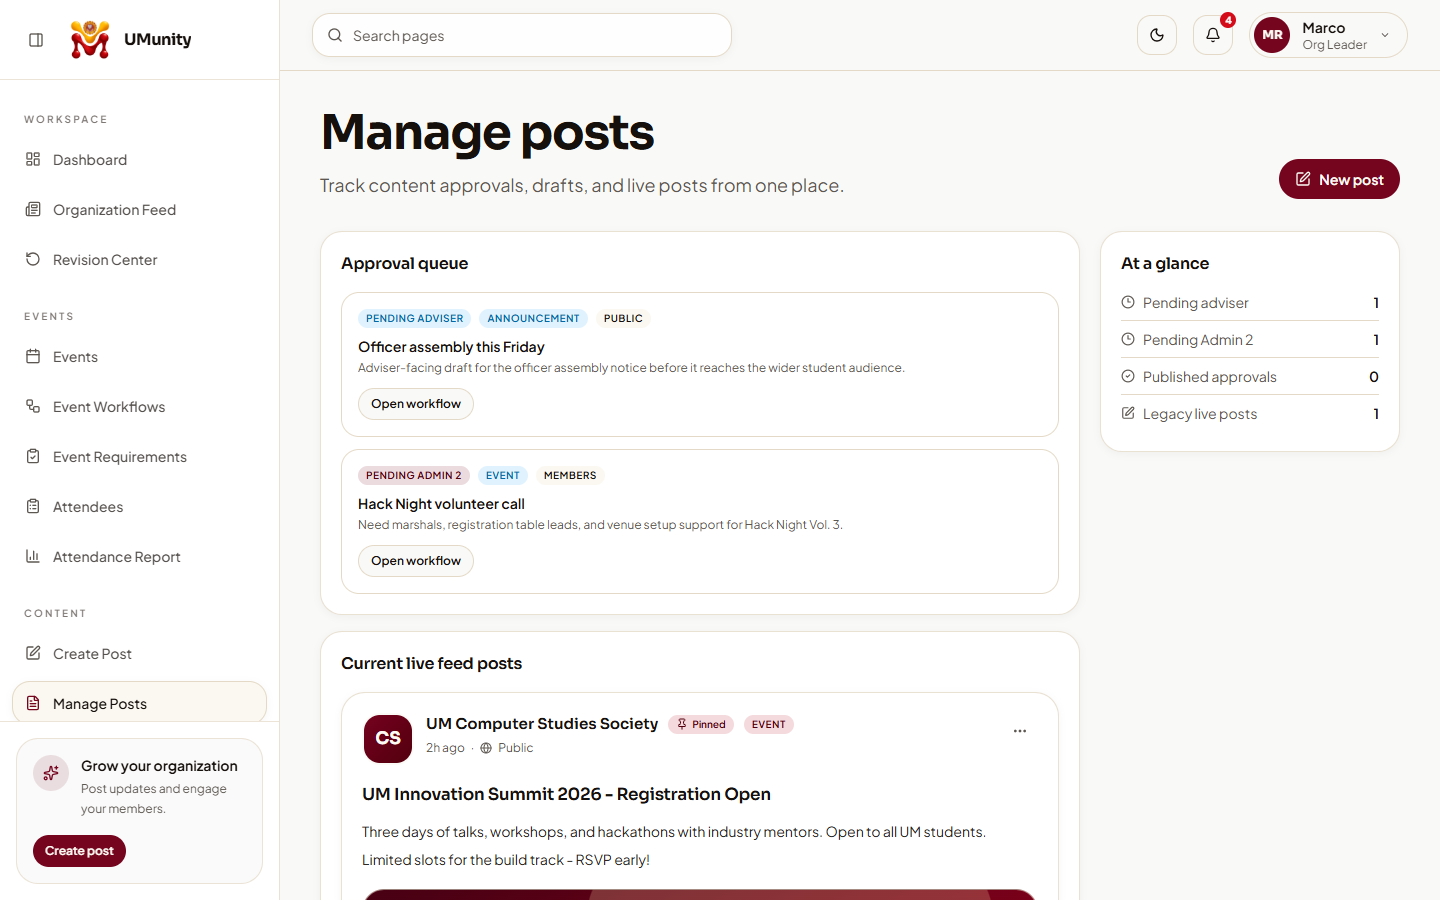 UMunity
Search pages
4
MR
Marco
Org Leader
WORKSPACE
Dashboard
Organization Feed
Revision Center
EVENTS
Events
Event Workflows
Event Requirements
Attendees
Attendance Report
CONTENT
Create Post
Manage Posts
Grow your organization
Post updates and engage
your members.
Create post
Manage posts
Track content approvals, drafts, and live posts from one place.
New post
Approval queue
PENDING ADVISER ANNOUNCEMENT PUBLIC
Officer assembly this Friday
Adviser-facing draft for the officer assembly notice before it reaches the wider student audience.
Open workflow
PENDING ADMIN 2 EVENT MEMBERS
Hack Night volunteer call
Need marshals, registration table leads, and venue setup support for Hack Night Vol. 3.
Open workflow
At a glance
Pending adviser 1
Pending Admin 2 1
Published approvals 0
Legacy live posts 1
Current live feed posts
CS
UM Computer Studies Society Pinned EVENT
2h ago · Public
UM Innovation Summit 2026 - Registration Open
Three days of talks, workshops, and hackathons with industry mentors. Open to all UM students.
Limited slots for the build track - RSVP early!